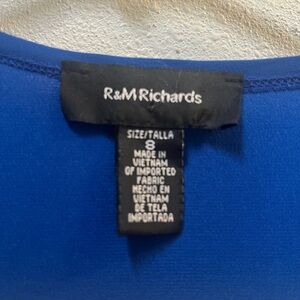 R&M Richards
SIZE/TALLA
8
MADE IN
VIETNAM
OF IMPORTED
FABRIC
HECHO EN
VIETNAM
DE TELA
IMPORTADA